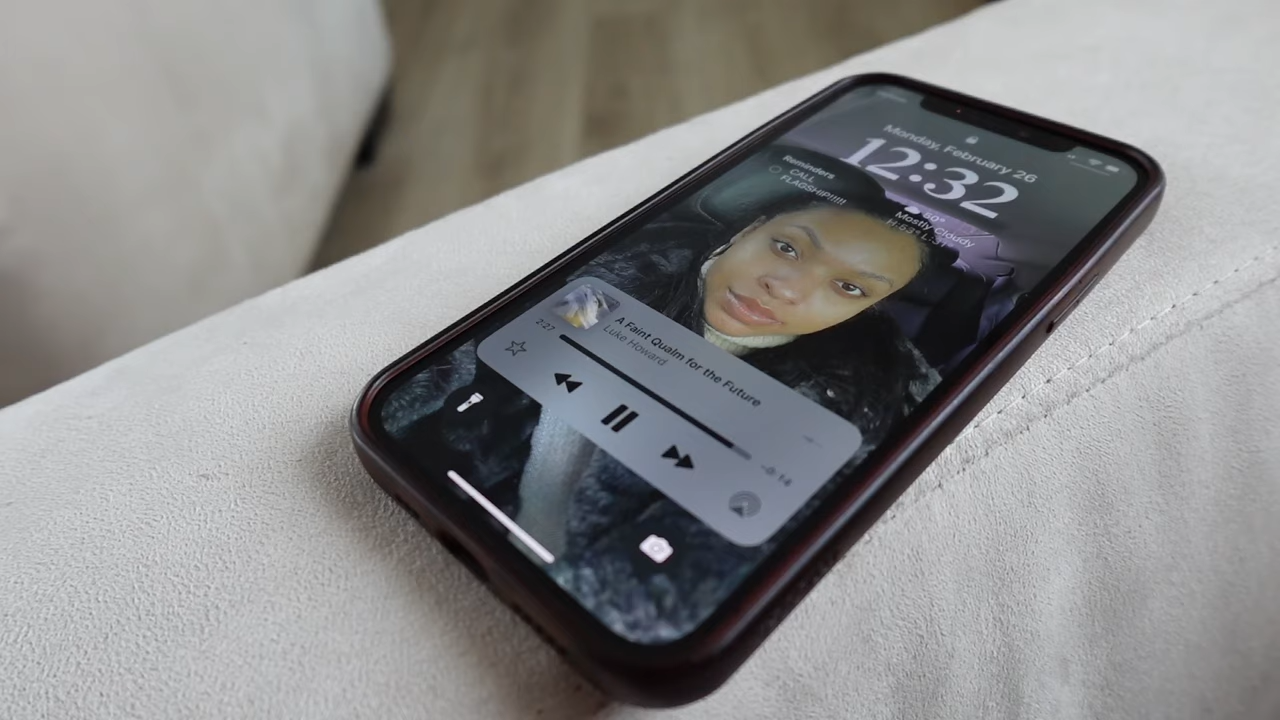 Monday, February 26
12:32
Reminders
CALL
FLAGSHIP!!!!!
60°
Mostly Cloudy
A Faint Qualm for the Future
Luke Howard
2:27
-0:14